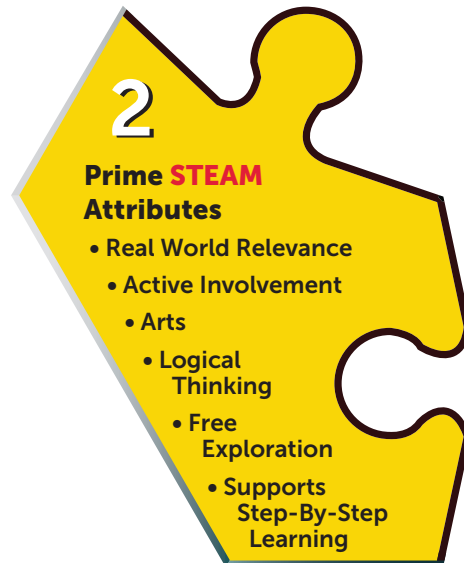 2
Prime STEAM
Attributes
• Real World Relevance
• Active Involvement
• Arts
• Logical
Thinking
• Free
Exploration
• Supports
Step-By-Step
Learning